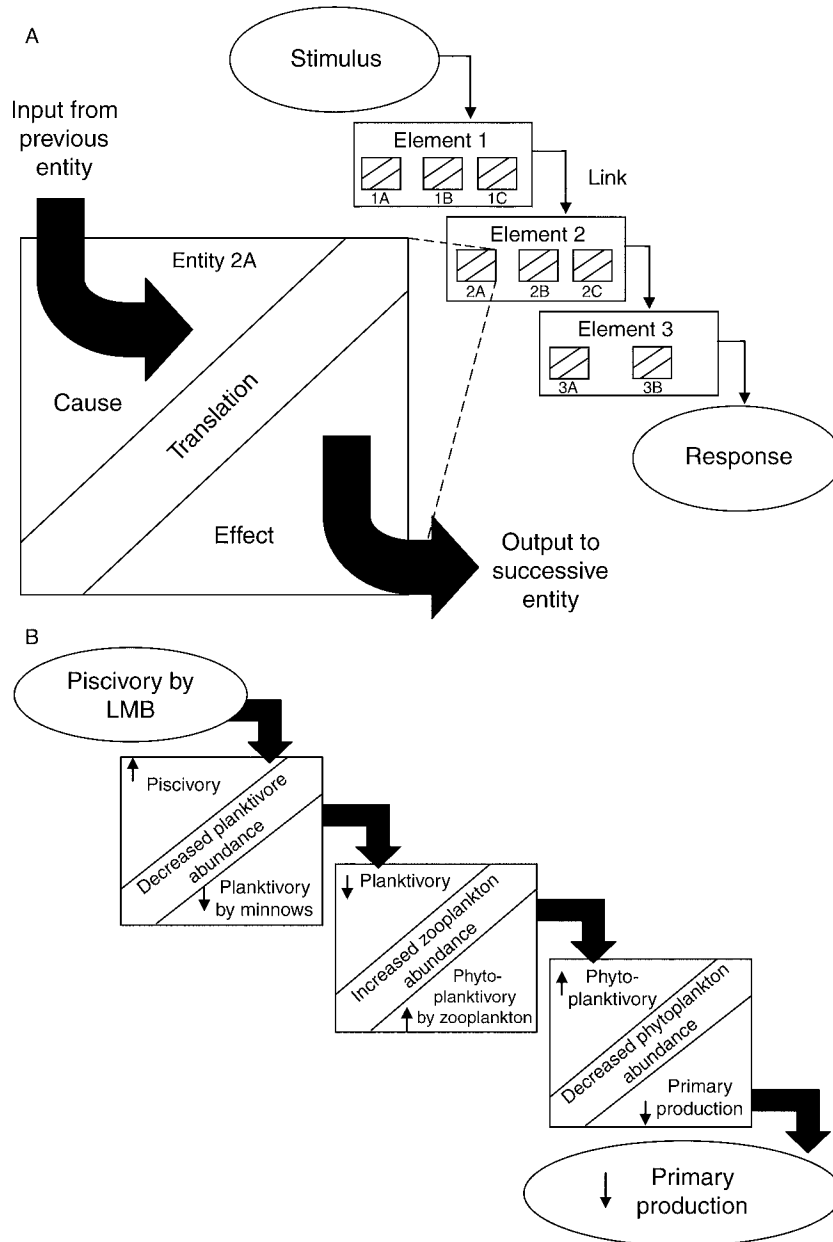 A
Stimulus
Input from
previous
entity
Element 1
1A
1B
1C
Link
Element 2
2A
2B
2C
Element 3
3A
3B
Response
Entity 2A
Cause
Translation
Effect
Output to
successive
entity
B
Piscivory by
LMB
Piscivory
Decreased planktivore
abundance
Planktivory
by minnows
Planktivory
Increased zooplankton
abundance
Phyto-
planktivory
by zooplankton
Phyto-
planktivory
Decreased phytoplankton
abundance
Primary
production
Primary
production